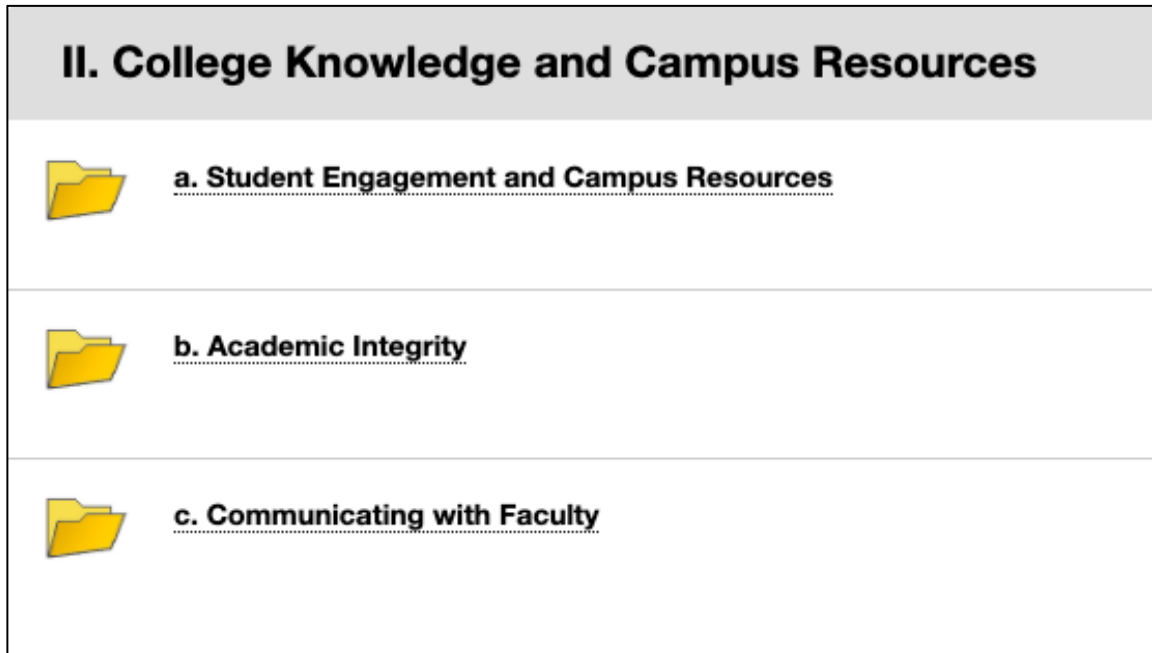 II. College Knowledge and Campus Resources
a. Student Engagement and Campus Resources
b. Academic Integrity
c. Communicating with Faculty